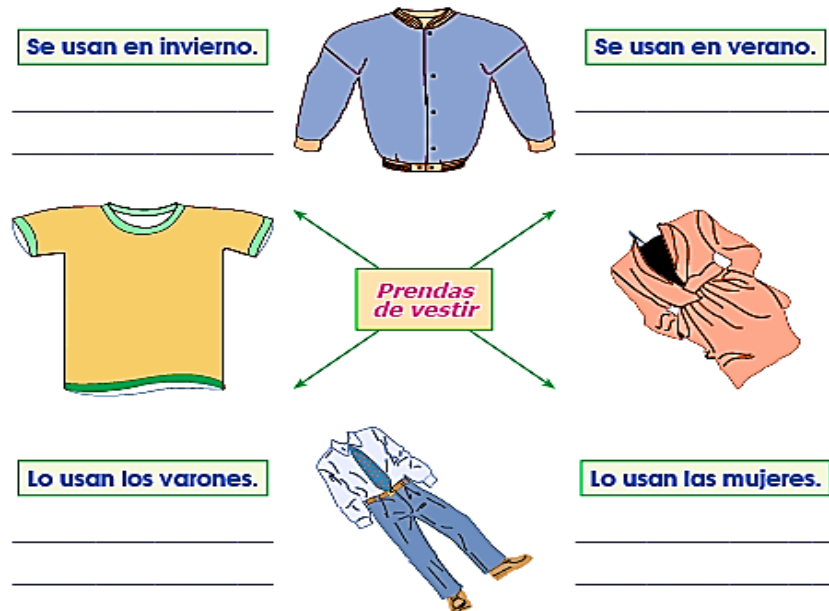 Se usan en invierno.
Se usan en verano.
Prendas
de vestir
Lo usan los varones.
Lo usan las mujeres.